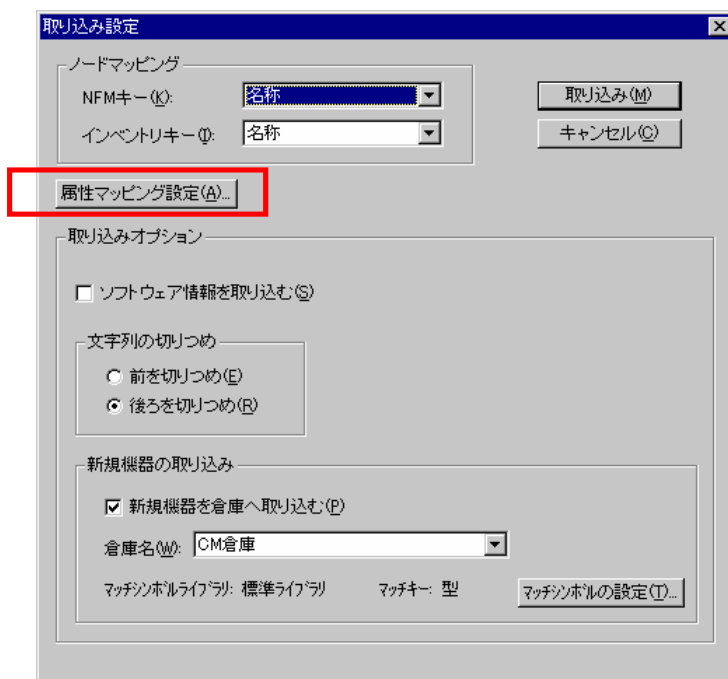 取り込み設定
ノードマッピング
NFMキー(K): 名称
取り込み(M)
インベントリキー(I): 名称
キャンセル(C)
属性マッピング設定(A)...
取り込みオプション
ソフトウェア情報を取り込む(S)
文字列の切りつめ
前を切りつめ(E)
後ろを切りつめ(R)
新規機器の取り込み
新規機器を倉庫へ取り込む(P)
倉庫名(W): CM倉庫
マッチシンボルライブラリ: 標準ライブラリ マッチキー: 型 マッチシンボルの設定(T)...